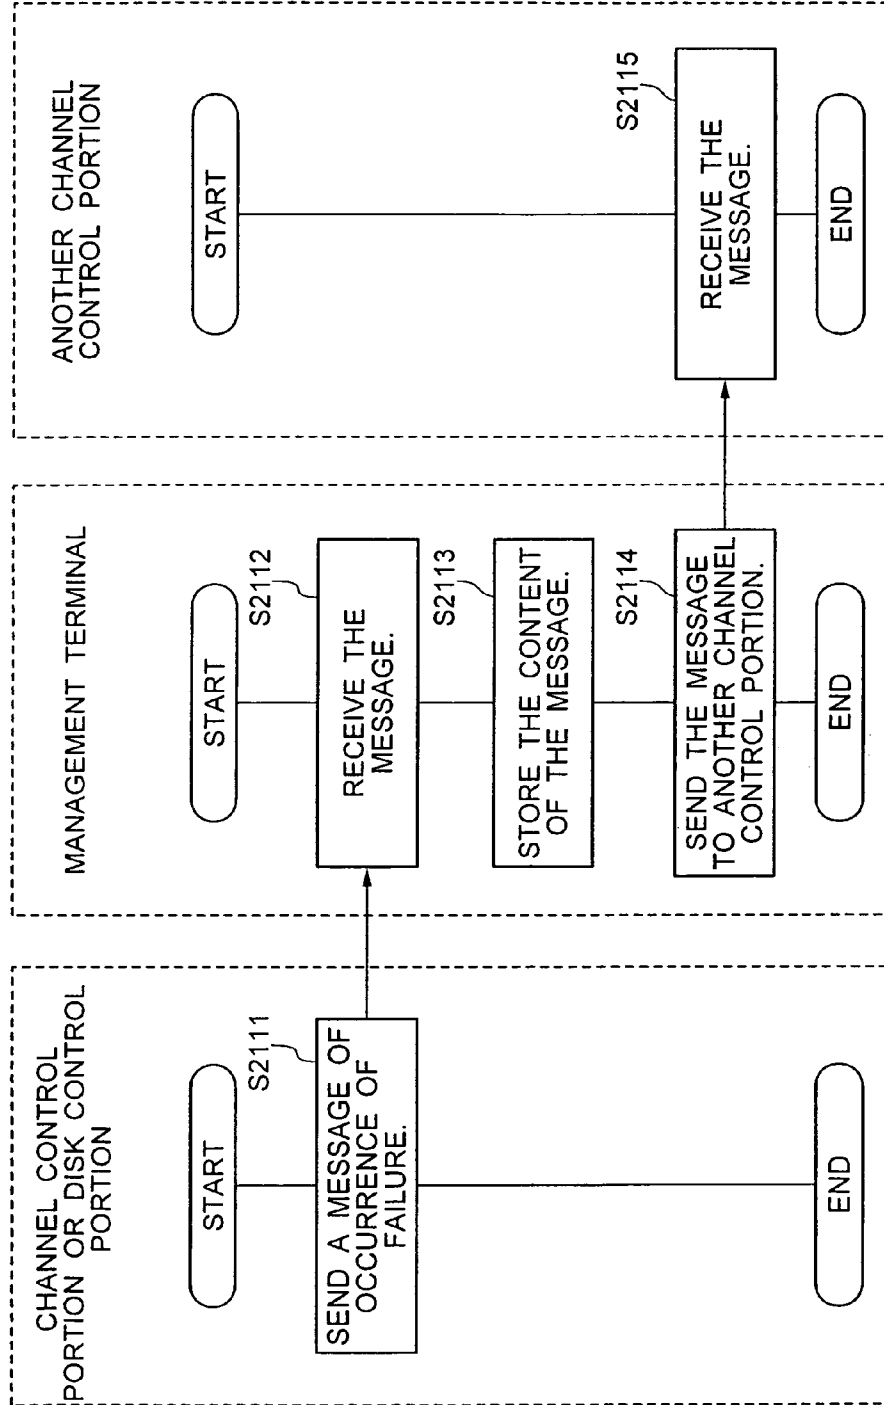 CHANNEL CONTROL
PORTION OR DISK CONTROL
PORTION
START
S2111
SEND A MESSAGE OF
OCCURRENCE OF
FAILURE.
END
MANAGEMENT TERMINAL
START
S2112
RECEIVE THE
MESSAGE.
S2113
STORE THE CONTENT
OF THE MESSAGE.
S2114
SEND THE MESSAGE
TO ANOTHER CHANNEL
CONTROL PORTION.
END
ANOTHER CHANNEL
CONTROL PORTION
START
S2115
RECEIVE THE
MESSAGE.
END